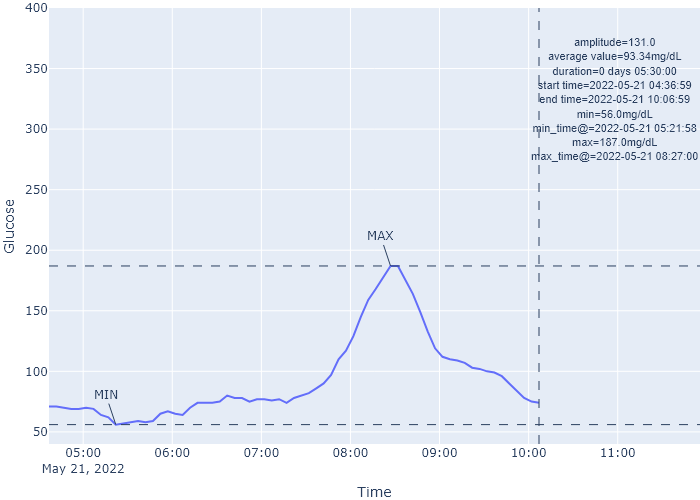 400
350
300
250
200
150
100
50
Glucose
amplitude=131.0
average value=93.34mg/dL
duration=0 days 05:30:00
start time=2022-05-21 04:36:59
end time=2022-05-21 10:06:59
min=56.0mg/dL
min_time@=2022-05-21 05:21:58
max=187.0mg/dL
max_time@=2022-05-21 08:27:00
MAX
MIN
05:00 06:00 07:00 08:00 09:00 10:00 11:00
May 21, 2022
Time